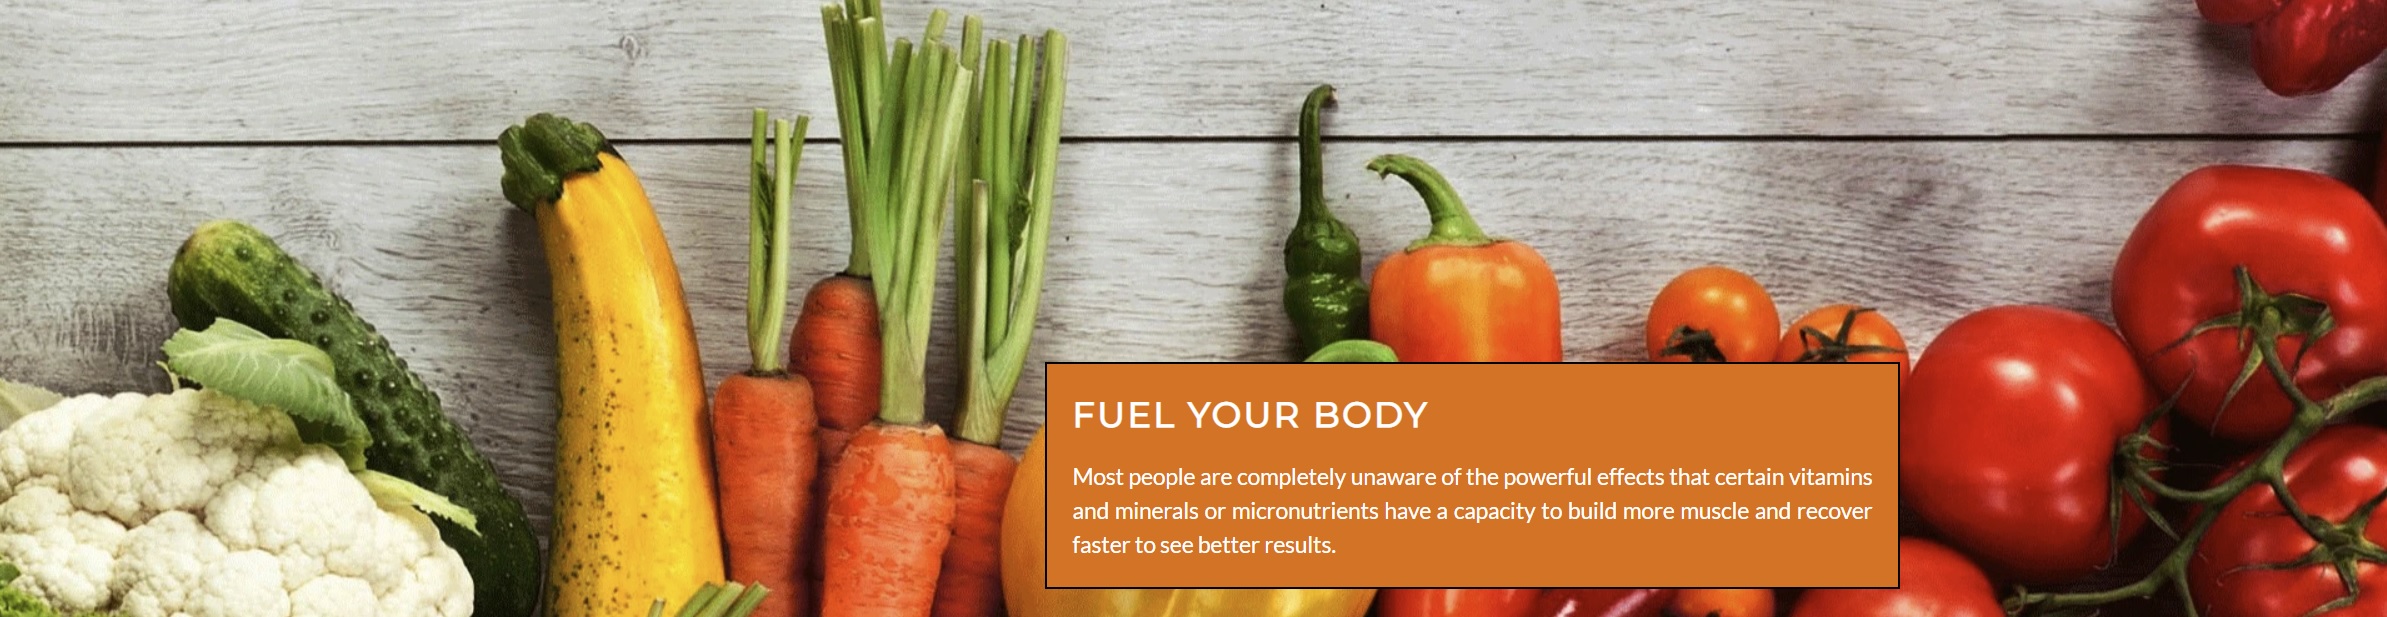 FUEL YOUR BODY
Most people are completely unaware of the powerful effects that certain vitamins
and minerals or micronutrients have a capacity to build more muscle and recover
faster to see better results.